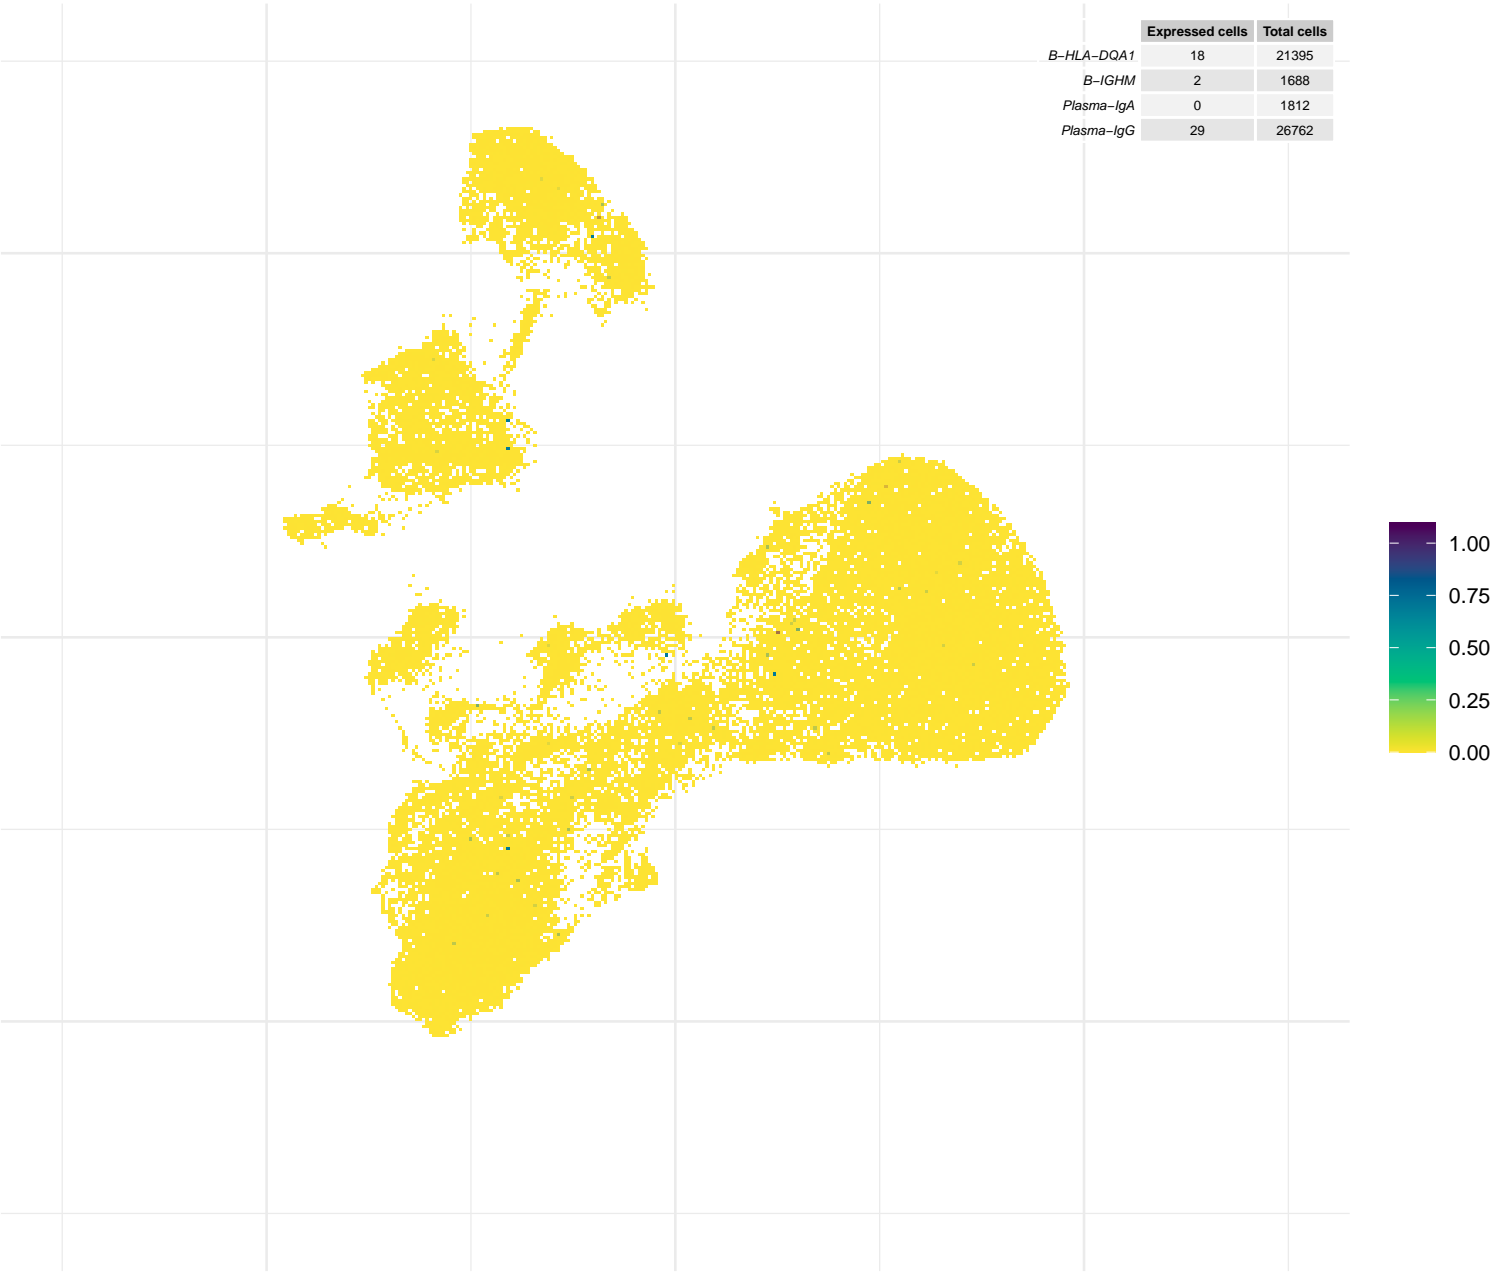 Expressed cells Total cells
B−HLA−DQA1 18 21395
B−IGHM 2 1688
Plasma−IgA 0 1812
Plasma−IgG 29 26762
1.00
0.75
0.50
0.25
0.00